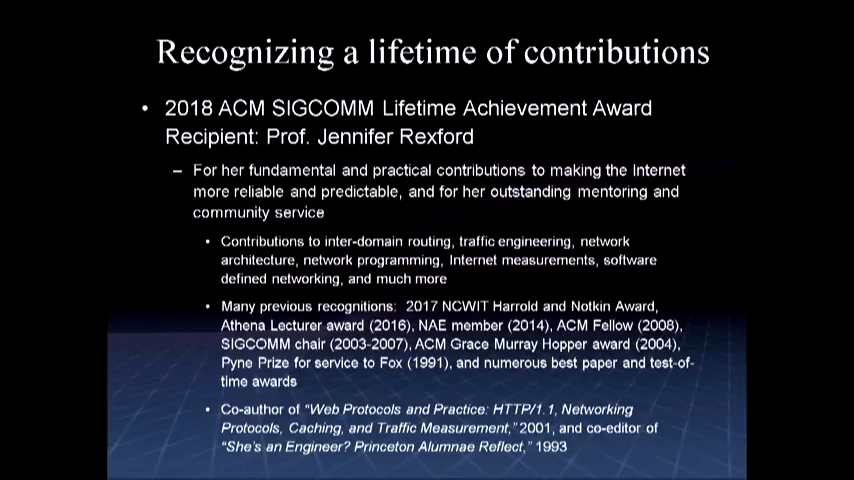 Recognizing a lifetime of contributions
• 2018 ACM SIGCOMM Lifetime Achievement Award
Recipient: Prof. Jennifer Rexford
– For her fundamental and practical contributions to making the Internet
more reliable and predictable, and for her outstanding mentoring and
community service
• Contributions to inter-domain routing, traffic engineering, network
architecture, network programming, Internet measurements, software
defined networking, and much more
• Many previous recognitions: 2017 NCWIT Harrold and Notkin Award,
Athena Lecturer award (2016), NAE member (2014), ACM Fellow (2008),
SIGCOMM chair (2003-2007), ACM Grace Murray Hopper award (2004),
Pyne Prize for service to Fox (1991), and numerous best paper and test-of-
time awards
• Co-author of “Web Protocols and Practice: HTTP/1.1, Networking
Protocols, Caching, and Traffic Measurement,” 2001, and co-editor of
“She’s an Engineer? Princeton Alumnae Reflect,” 1993